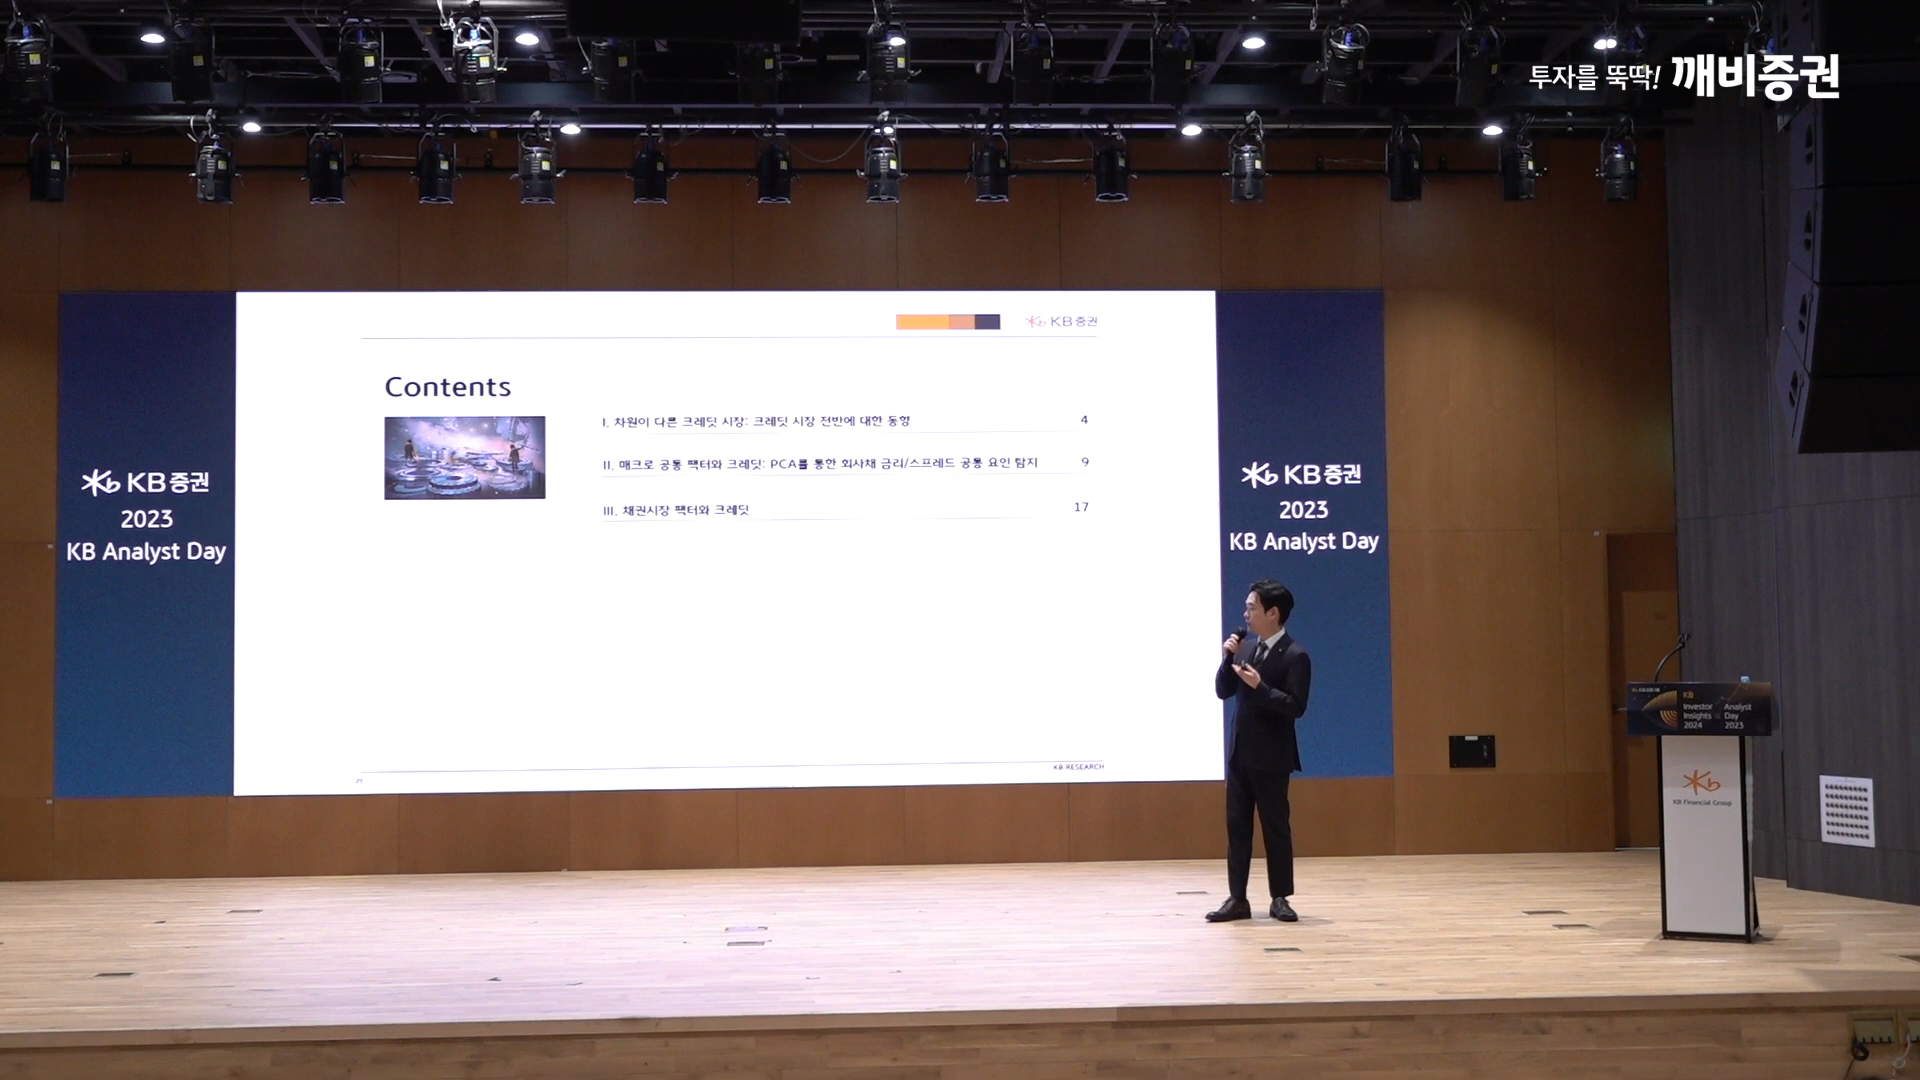 투자를 뚝딱! 깨비증권
KB증권
Contents
I. 차원이 다른 크레딧 시장: 크레딧 시장 전반에 대한 동향 4
II. 매크로 공통 팩터와 크레딧: PCA를 통한 회사채 금리/스프레드 공통 요인 탐지 9
III. 채권시장 팩터와 크레딧 17
KB RESEARCH
KB증권
2023
KB Analyst Day
KB증권
2023
KB Analyst Day
KB
Investor Analyst
Insights Day
2024 2023
KB Financial Group